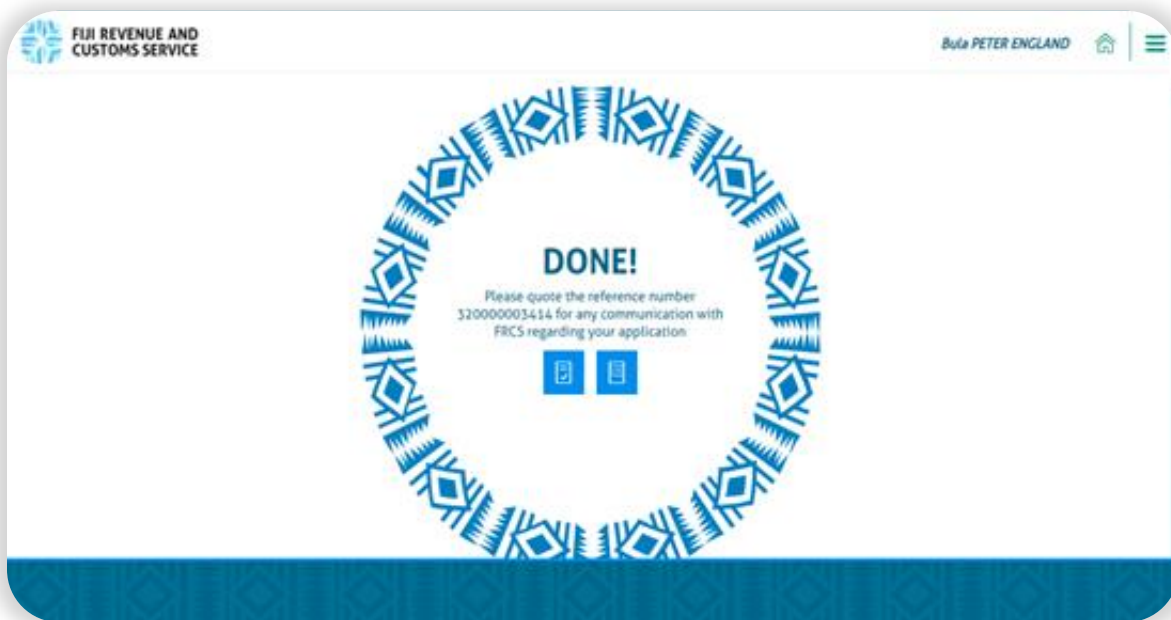 FIJI REVENUE AND
CUSTOMS SERVICE
Bula PETER ENGLAND
DONE!
Please quote the reference number
320000003414 for any communication with
FRCS regarding your application